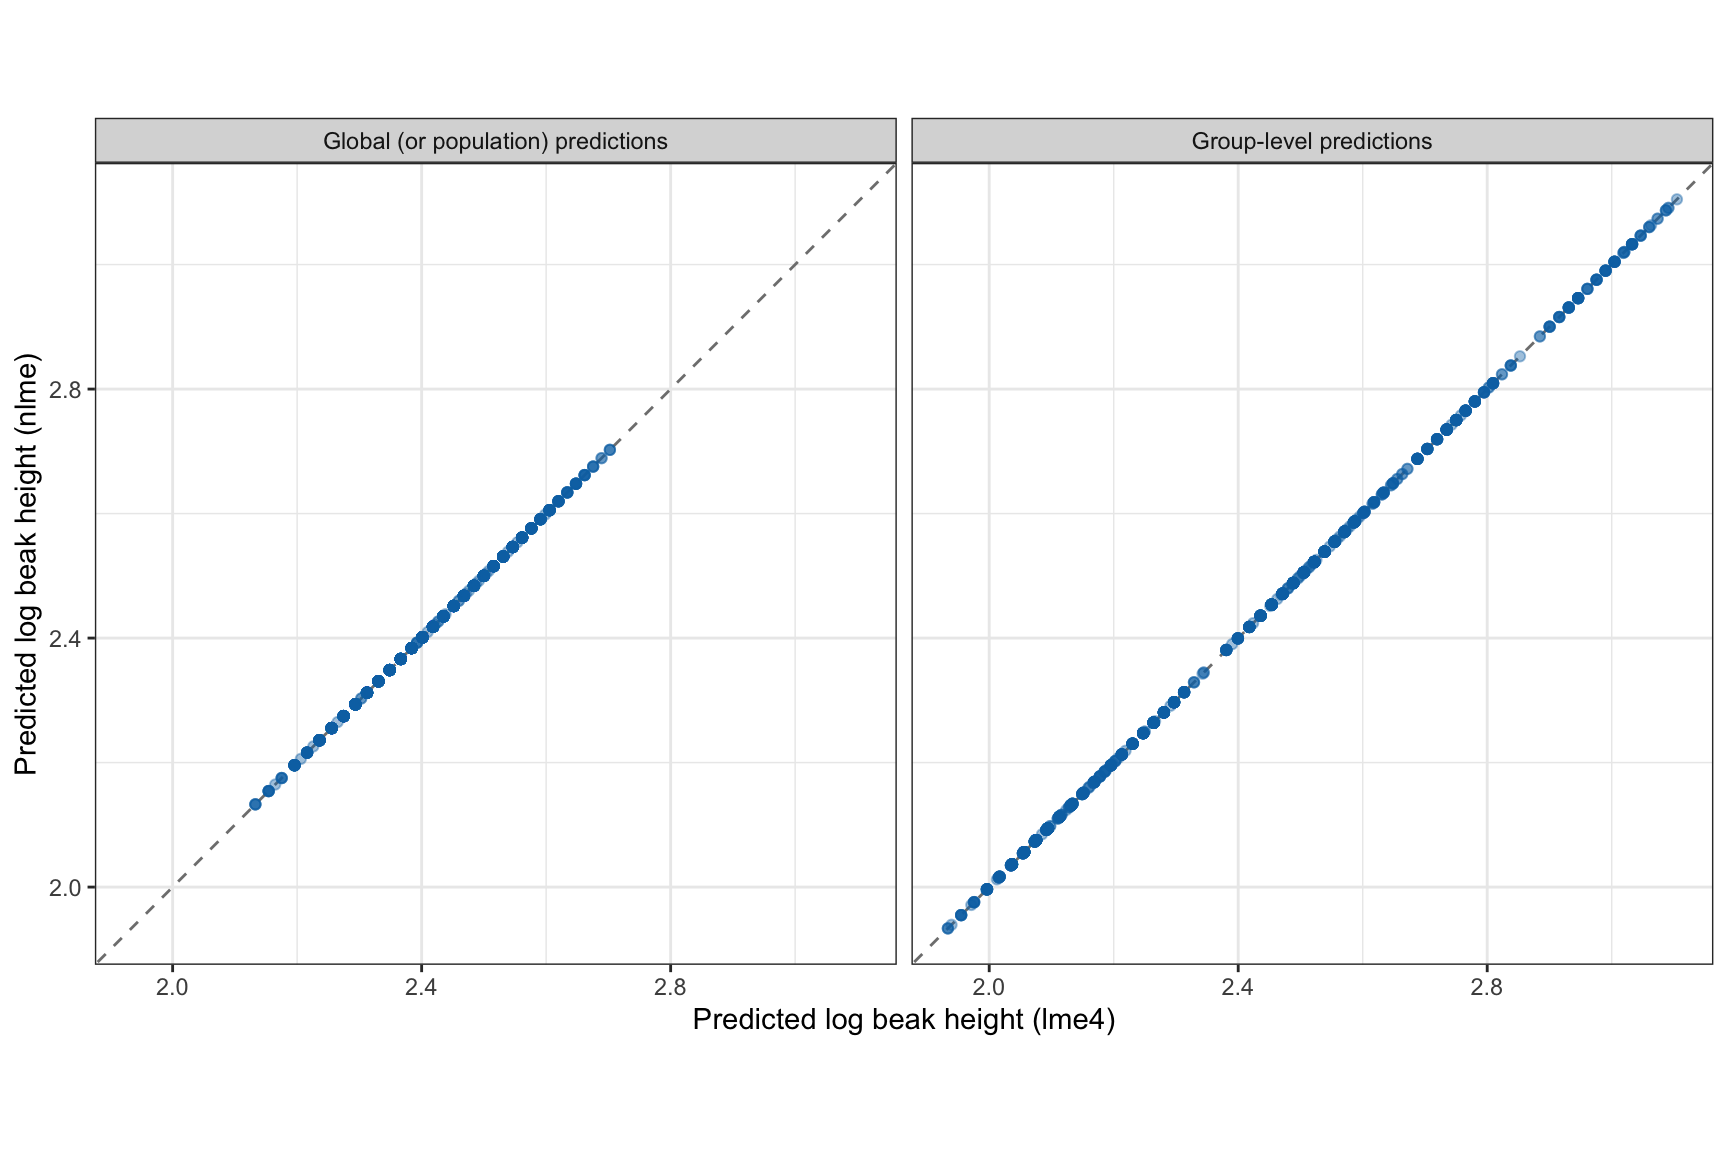 Global (or population) predictions
Group-level predictions
Predicted log beak height (nlme)
2.8
2.4
2.0
2.0
2.4
2.8
2.0
2.4
2.8
Predicted log beak height (lme4)